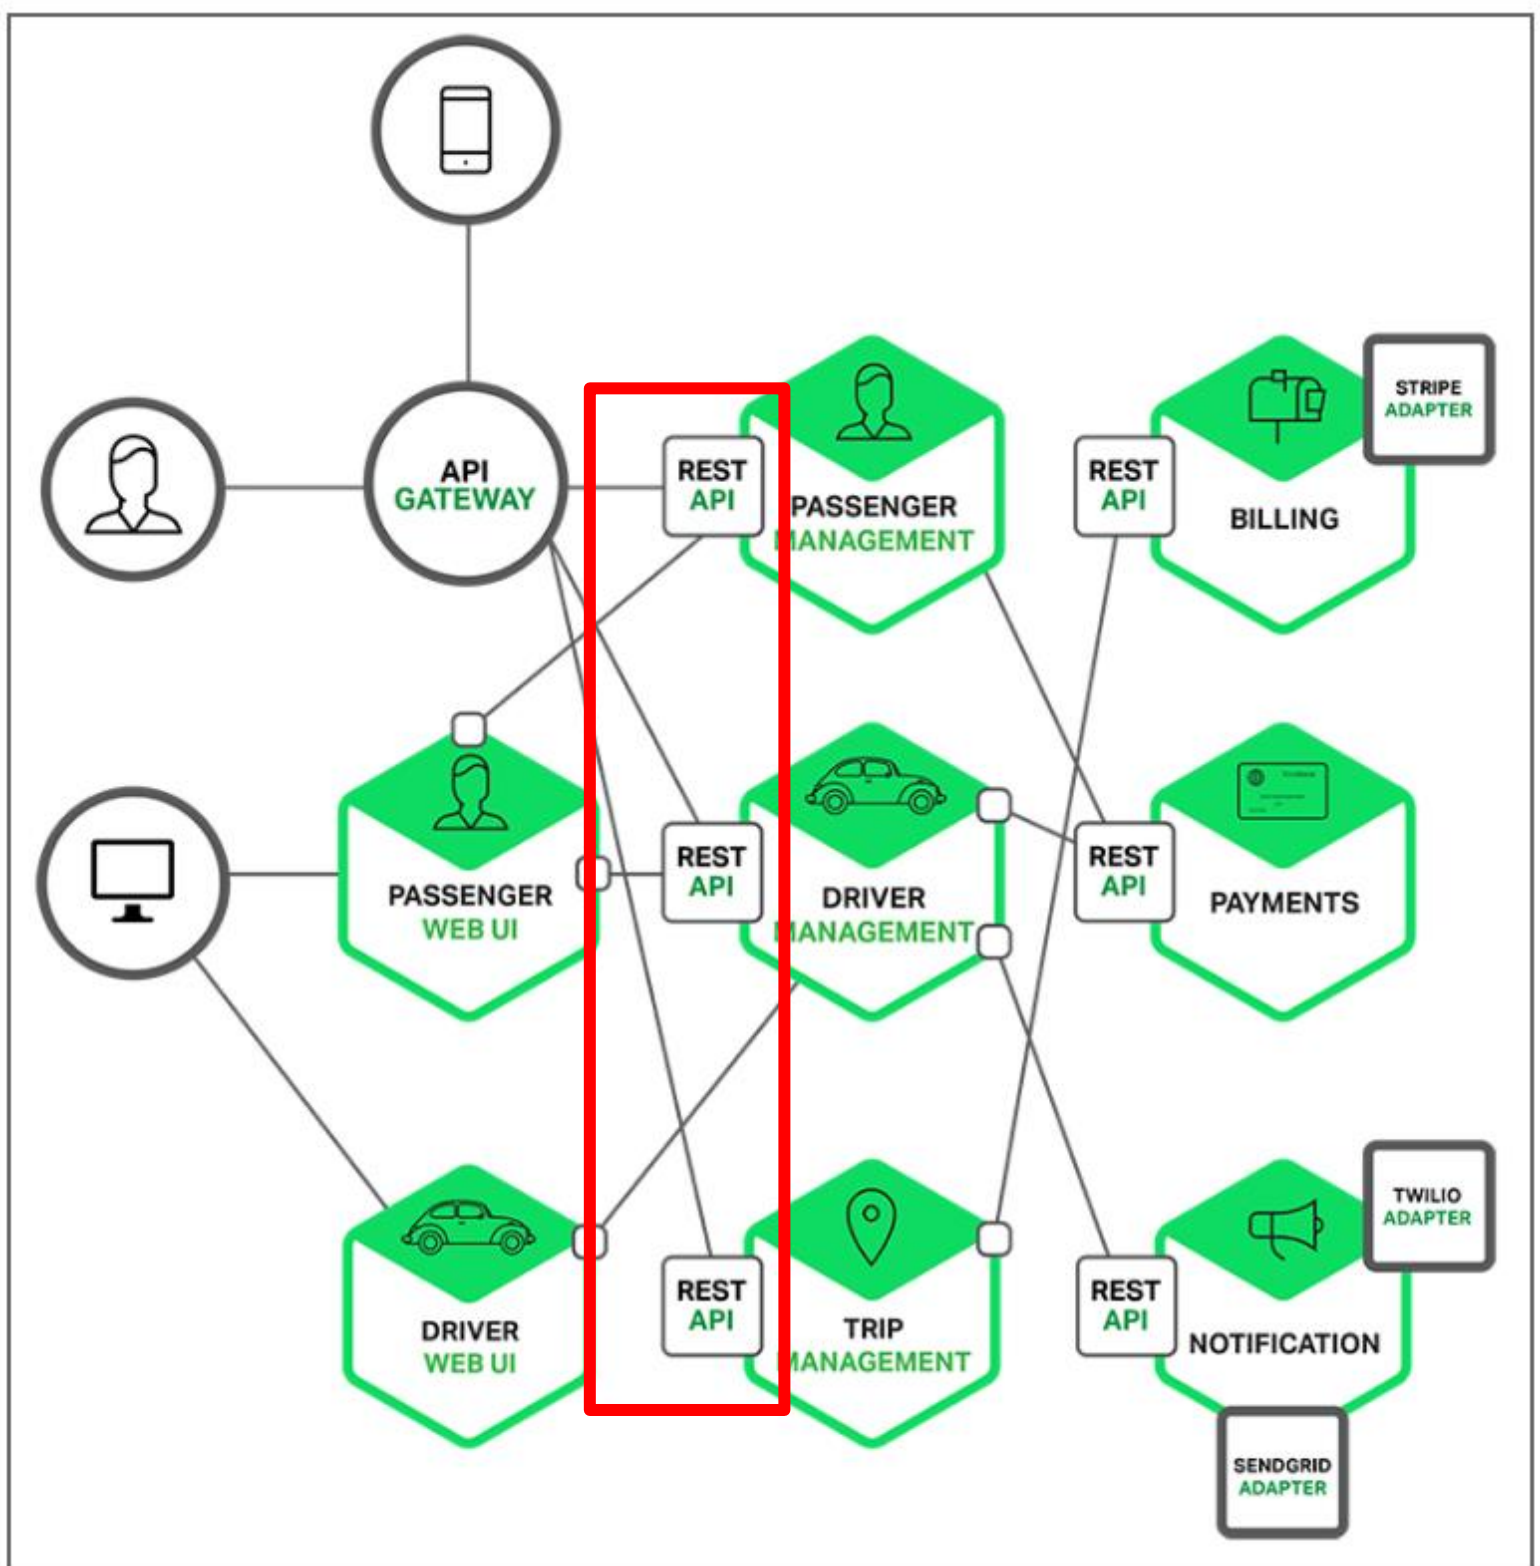 API
GATEWAY
REST
API
PASSENGER
MANAGEMENT
REST
API
BILLING
STRIPE
ADAPTER
PASSENGER
WEB UI
REST
API
DRIVER
MANAGEMENT
REST
API
PAYMENTS
DRIVER
WEB UI
REST
API
TRIP
MANAGEMENT
REST
API
NOTIFICATION
TWILIO
ADAPTER
SENDGRID
ADAPTER